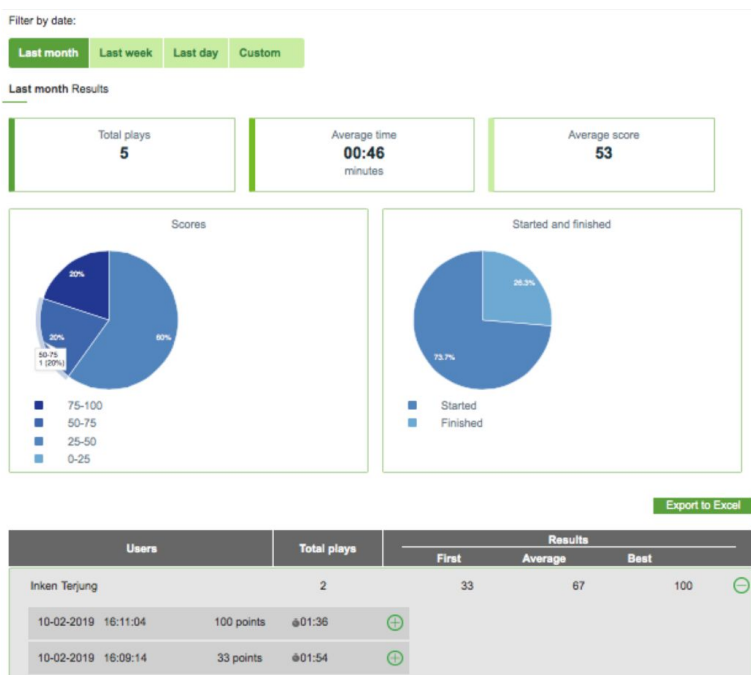 Filter by date:
Last month Last week Last day Custom
Last month Results
Total plays
5
Average time
00:46
minutes
Average score
53
Scores
20%
20%
60%
50-75
1 (20%)
75-100
50-75
25-50
0-25
Started and finished
26.3%
73.7%
Started
Finished
Export to Excel
Users Total plays Results
First Average Best
Inken Terjung 2 33 67 100
10-02-2019 16:11:04 100 points 01:36
10-02-2019 16:09:14 33 points 01:54